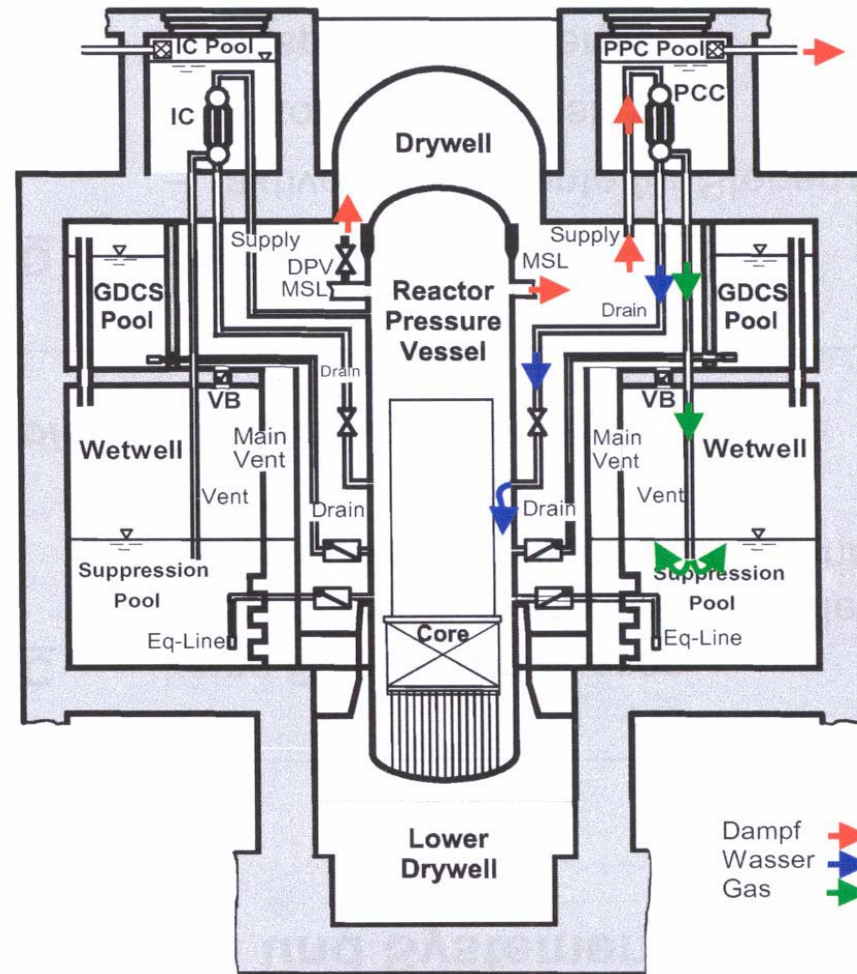 IC Pool
PPC Pool
IC
PCC
Drywell
Supply
Supply
DPV
MSL
MSL
GDCS
Pool
Reactor
Pressure
Vessel
Drain
GDCS
Pool
Drain
VB
VB
Wetwell
Main
Vent
Main
Vent
Wetwell
Vent
Vent
Drain
Drain
Suppression
Pool
Suppression
Pool
Eq-Line
Core
Eq-Line
Lower
Drywell
Dampf
Wasser
Gas